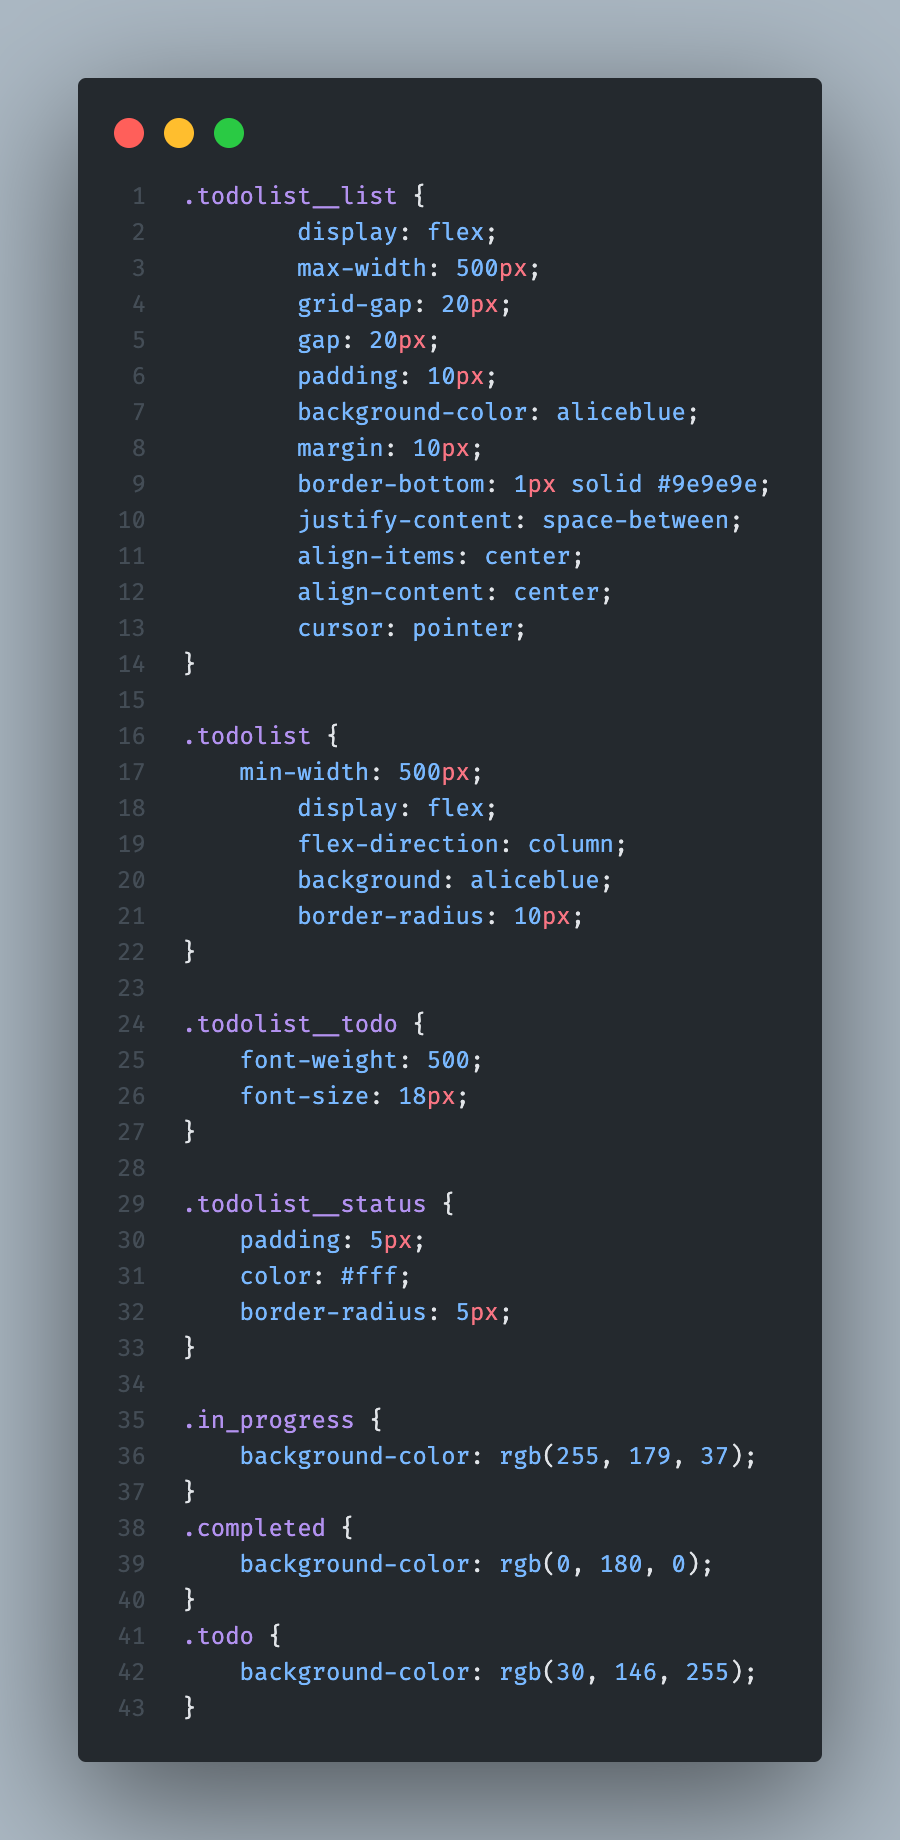 1 .todolist__list {
2 display: flex;
3 max-width: 500px;
4 grid-gap: 20px;
5 gap: 20px;
6 padding: 10px;
7 background-color: aliceblue;
8 margin: 10px;
9 border-bottom: 1px solid #9e9e9e;
10 justify-content: space-between;
11 align-items: center;
12 align-content: center;
13 cursor: pointer;
14 }
15
16 .todolist {
17 min-width: 500px;
18 display: flex;
19 flex-direction: column;
20 background: aliceblue;
21 border-radius: 10px;
22 }
23
24 .todolist__todo {
25 font-weight: 500;
26 font-size: 18px;
27 }
28
29 .todolist__status {
30 padding: 5px;
31 color: #fff;
32 border-radius: 5px;
33 }
34
35 .in_progress {
36 background-color: rgb(255, 179, 37);
37 }
38 .completed {
39 background-color: rgb(0, 180, 0);
40 }
41 .todo {
42 background-color: rgb(30, 146, 255);
43 }